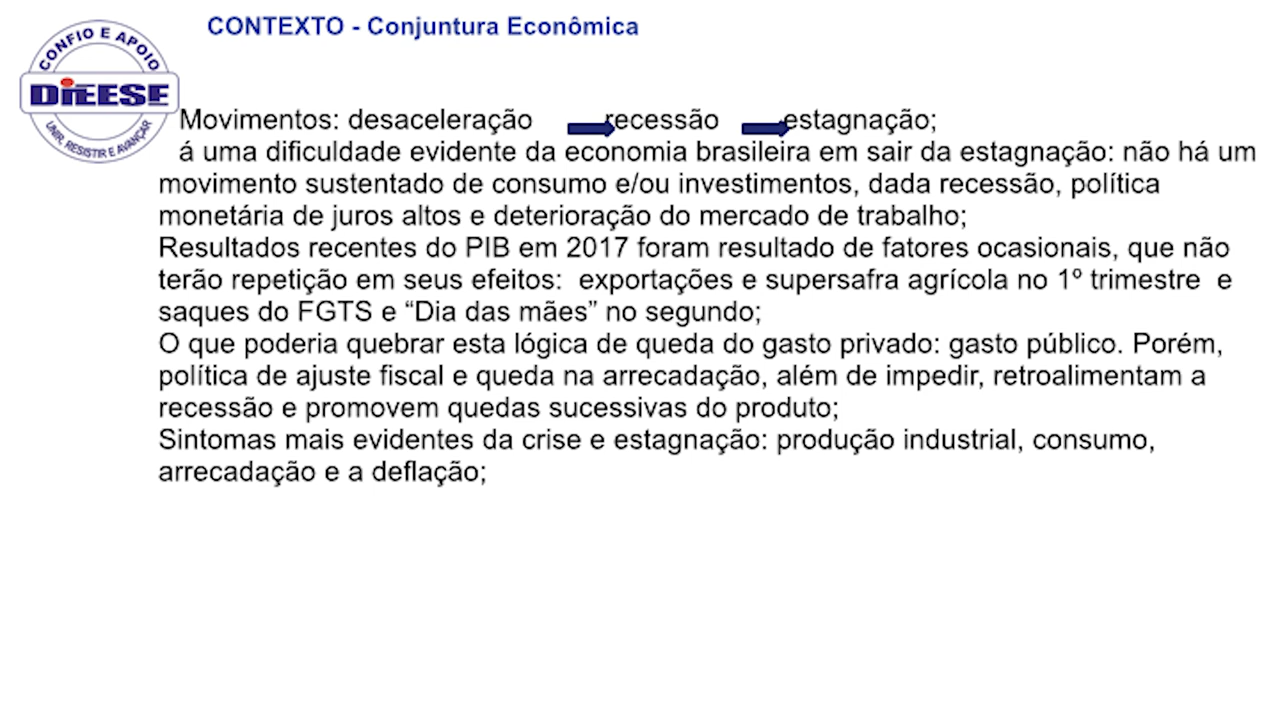 CONTEXTO - Conjuntura Econômica
CONFIO E APOIO
DIEESE
UNIR, RESISTIR E AVANÇAR
Movimentos: desaceleração recessão estagnação;
á uma dificuldade evidente da economia brasileira em sair da estagnação: não há um
movimento sustentado de consumo e/ou investimentos, dada recessão, política
monetária de juros altos e deterioração do mercado de trabalho;
Resultados recentes do PIB em 2017 foram resultado de fatores ocasionais, que não
terão repetição em seus efeitos: exportações e supersafra agrícola no 1º trimestre e
saques do FGTS e “Dia das mães” no segundo;
O que poderia quebrar esta lógica de queda do gasto privado: gasto público. Porém,
política de ajuste fiscal e queda na arrecadação, além de impedir, retroalimentam a
recessão e promovem quedas sucessivas do produto;
Sintomas mais evidentes da crise e estagnação: produção industrial, consumo,
arrecadação e a deflação;